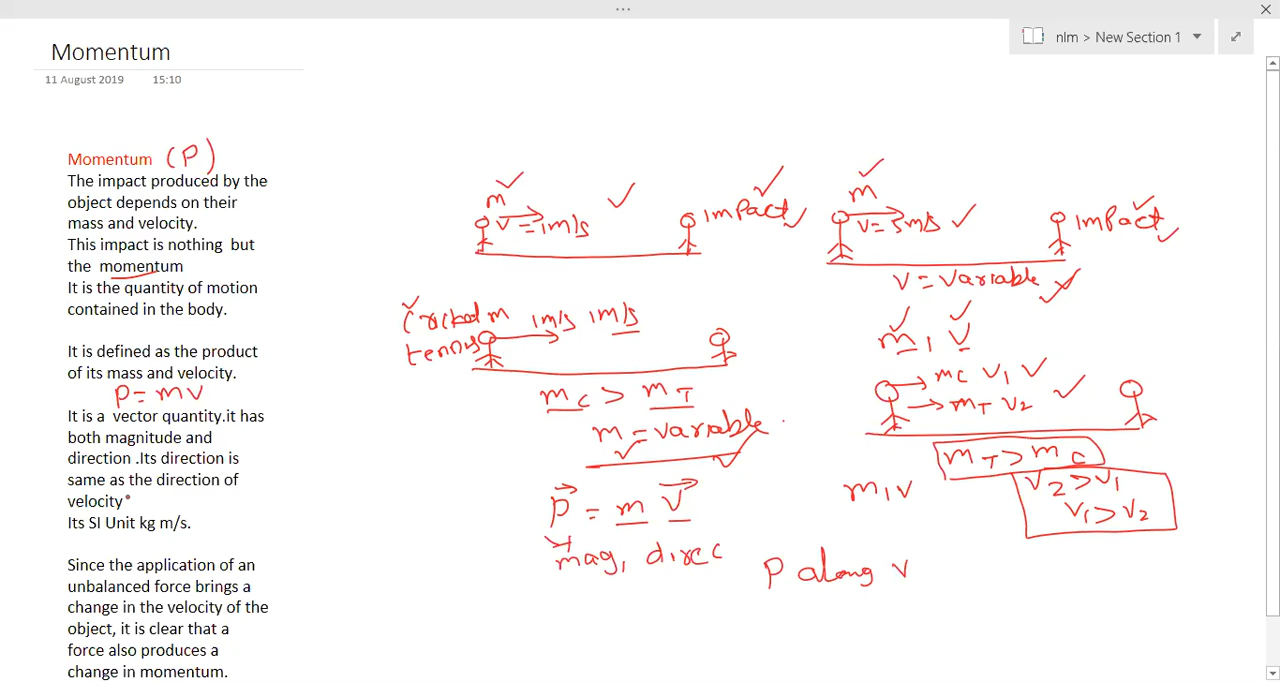 nlm > New Section 1
Momentum
11 August 2019 15:10
Momentum (P)
The impact produced by the
object depends on their
mass and velocity.
This impact is nothing but
the momentum
It is the quantity of motion
contained in the body.
It is defined as the product
of its mass and velocity.
P = mv
It is a vector quantity.it has
both magnitude and
direction .Its direction is
same as the direction of
velocity
Its SI Unit kg m/s.
Since the application of an
unbalanced force brings a
change in the velocity of the
object, it is clear that a
force also produces a
change in momentum.
m
v = 1m/s
impact
m
impact
v = variable
m 1m/s 1m/s
m, v
mc v1
mT v2
mc > mT
m = variable
mT > mc
v2 > v1
v1 > v2
m, v
p = m v
mag, direc
P along v